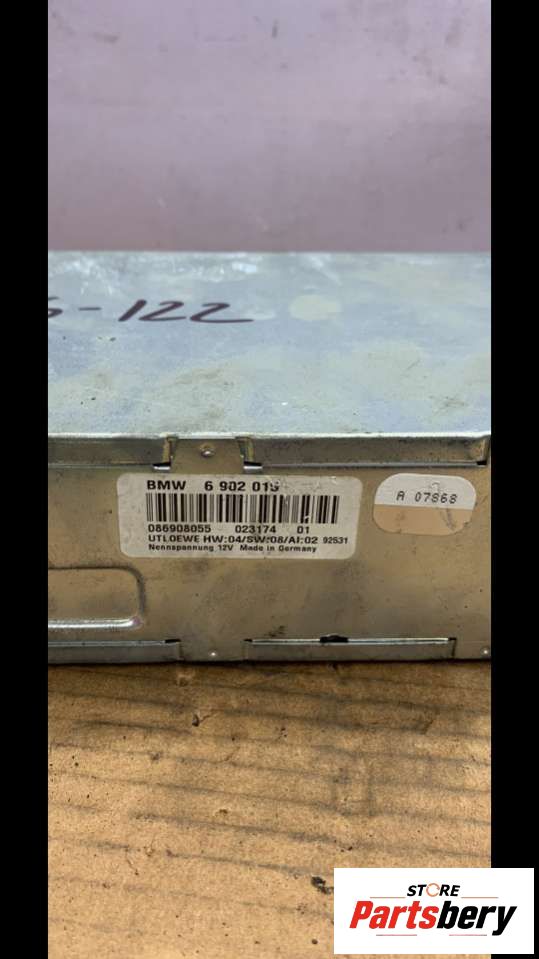 -122
BMW 6 902 019
A 07868
086908055 023174 01
UTLOEWE HW:04/SW:08/AI:02 92531
Nennspannung 12V Made in Germany
STORE
Partsbery